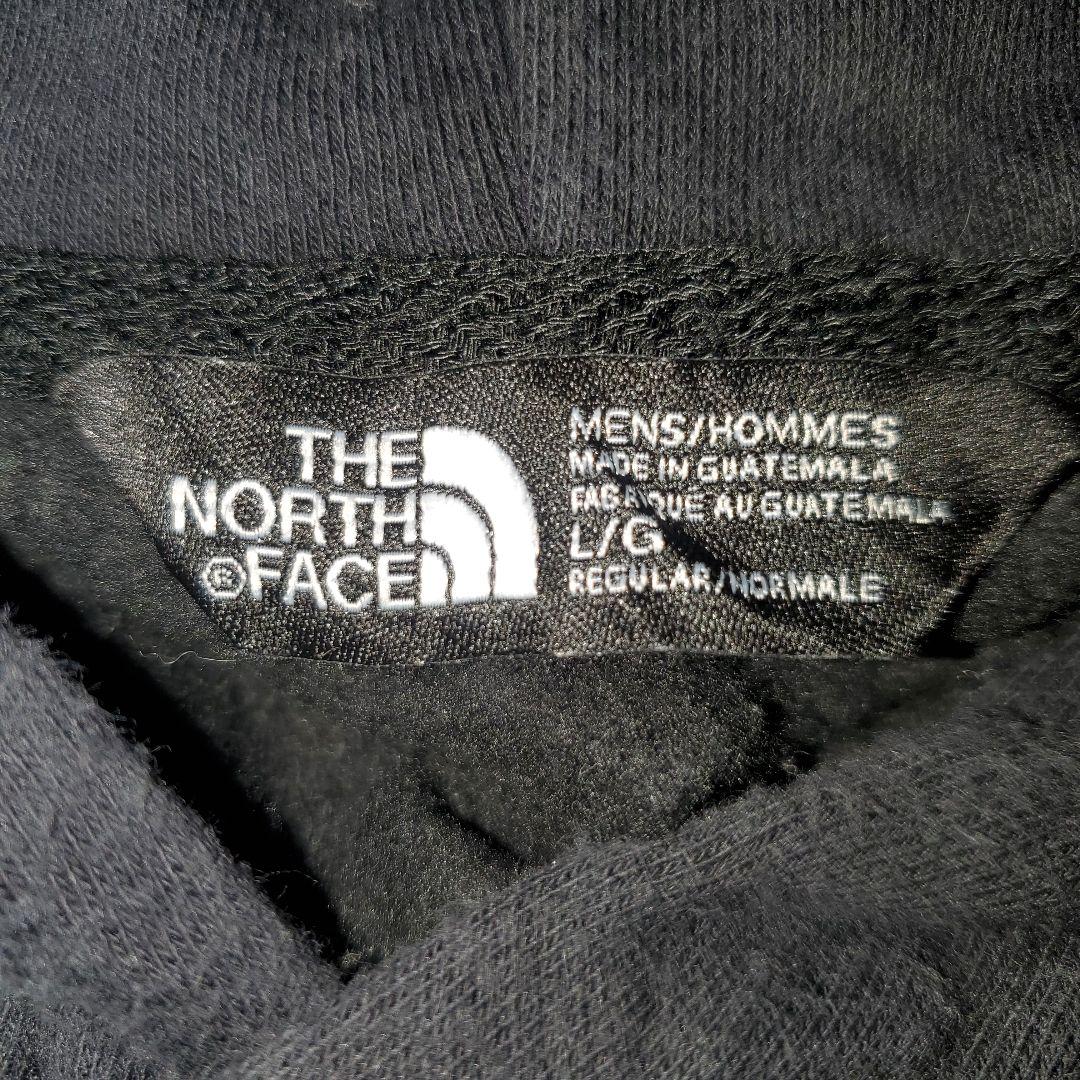 THE
NORTH
®FACE
MENS/HOMMES
MADE IN GUATEMALA
FABRIQUE AU GUATEMALA
L/G
REGULAR/NORMALE